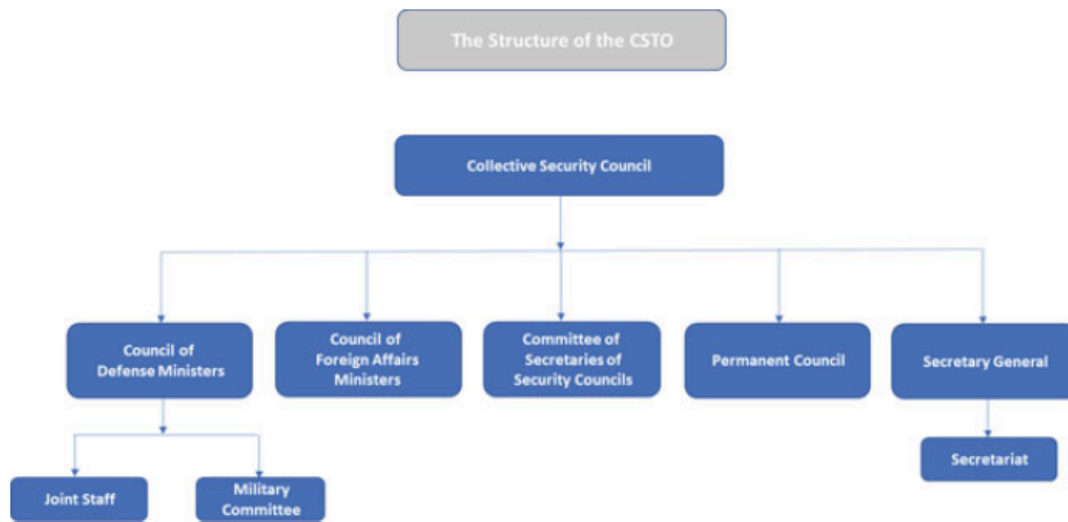 The Structure of the CSTO
Collective Security Council
Council of
Defense Ministers
Council of
Foreign Affairs
Ministers
Committee of
Secretaries of
Security Councils
Permanent Council
Secretary General
Joint Staff
Military
Committee
Secretariat